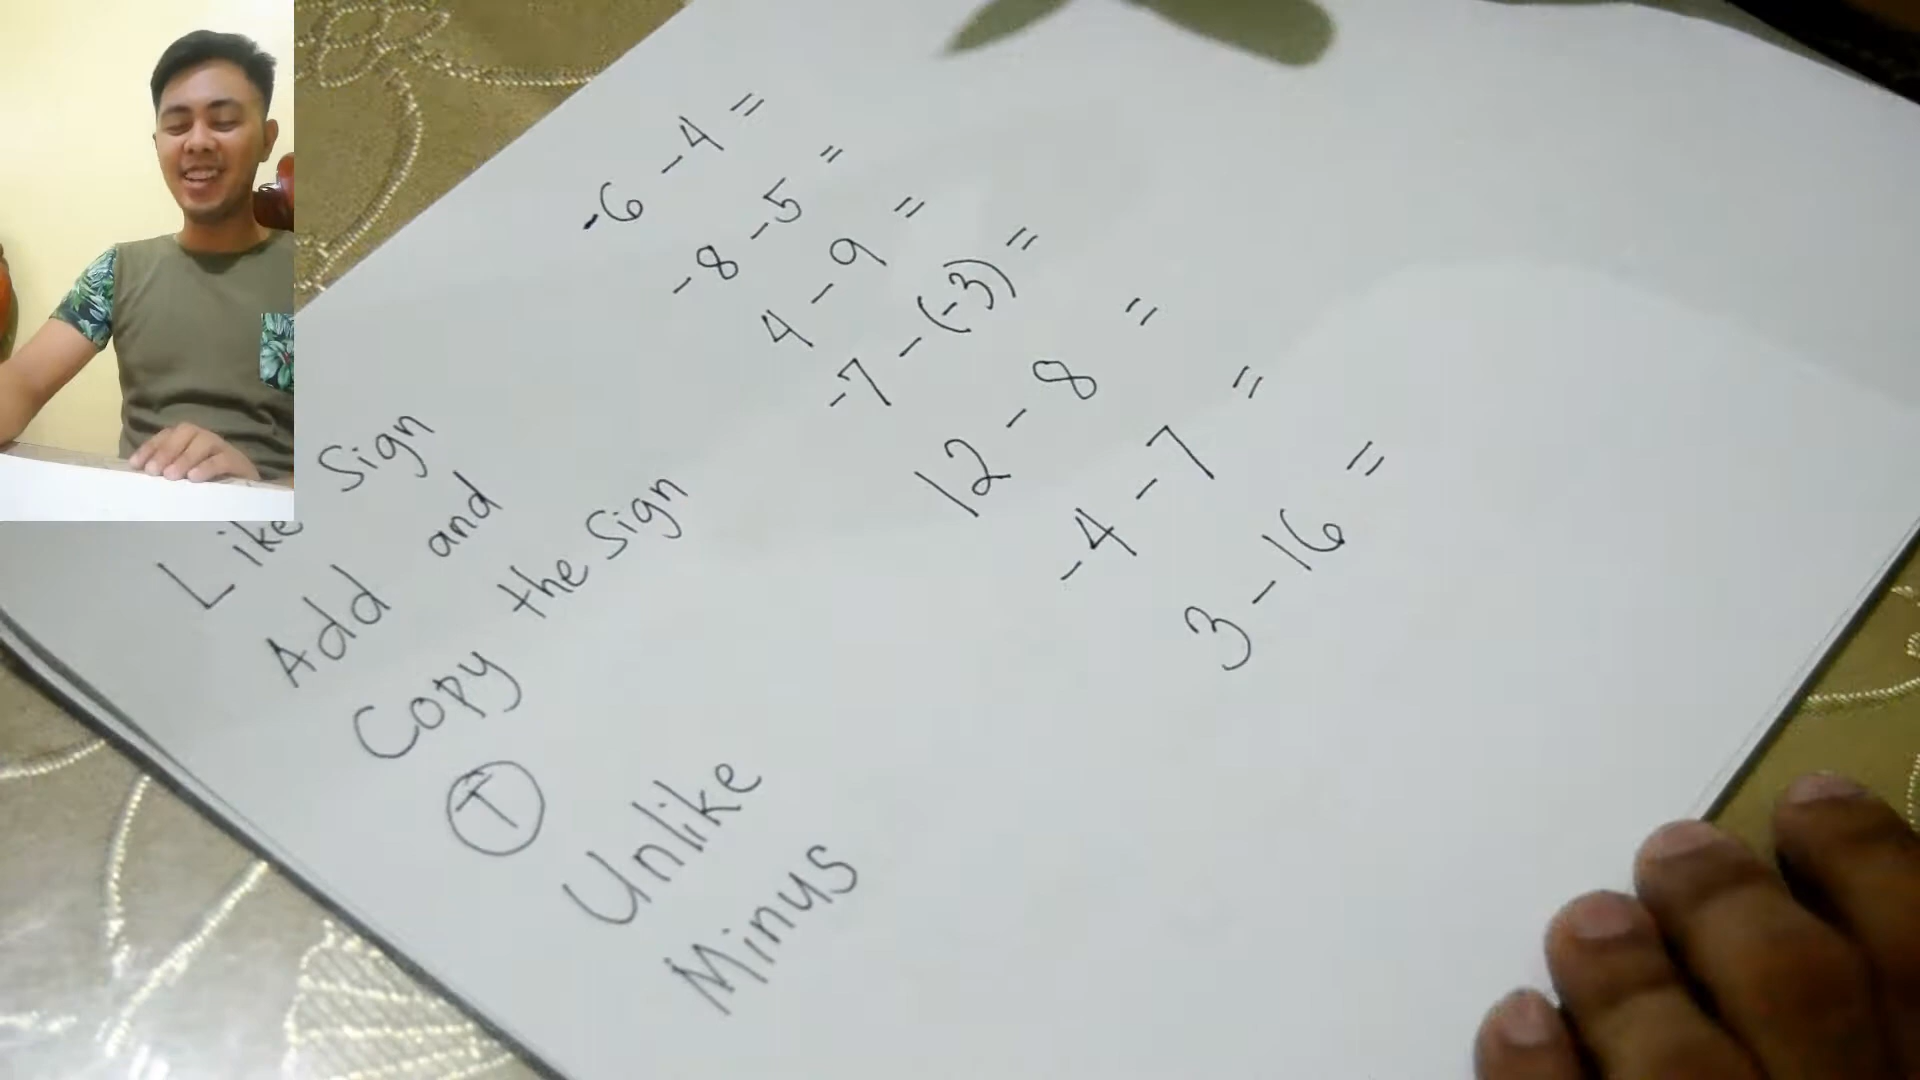 -6 -4 =
-8 -5 =
4 - 9 =
-7 - (-3) =
12 - 8 =
-4 - 7 =
3 - 16 =
Like Sign
Add and
Copy the Sign
T
Unlike
Minus